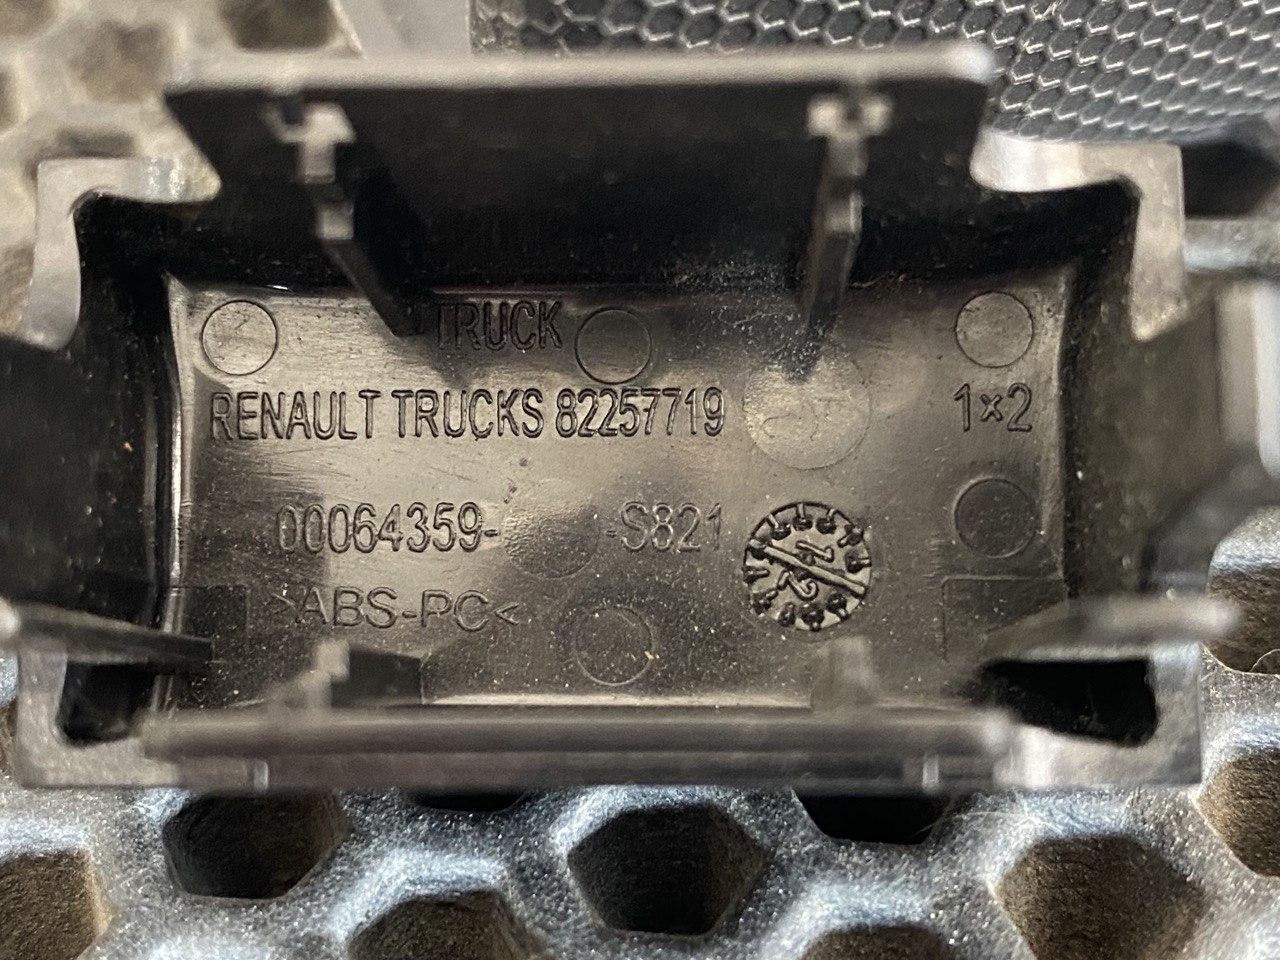 TRUCK
RENAULT TRUCKS 82257719
1×2
00064359- -S821
>ABS-PC<